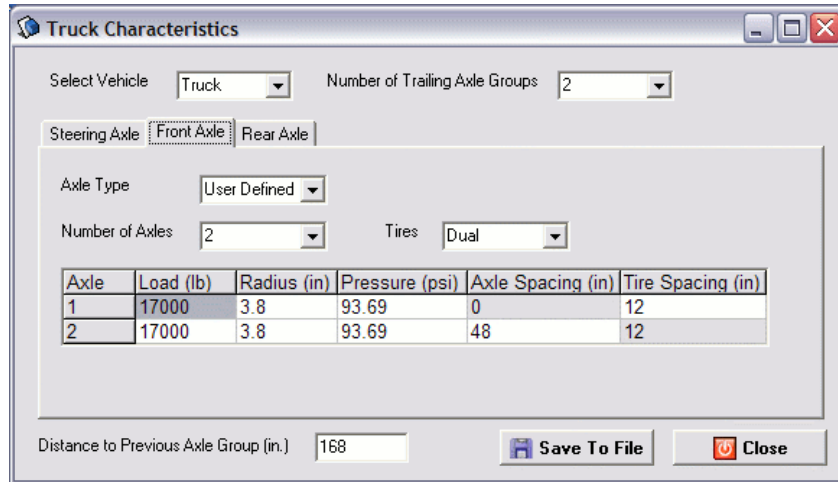 Truck Characteristics
Select Vehicle Truck Number of Trailing Axle Groups 2
Steering Axle Front Axle Rear Axle
Axle Type User Defined
Number of Axles 2 Tires Dual
Axle Load (lb) Radius (in) Pressure (psi) Axle Spacing (in) Tire Spacing (in)
1 17000 3.8 93.69 0 12
2 17000 3.8 93.69 48 12
Distance to Previous Axle Group (in.) 168 Save To File Close